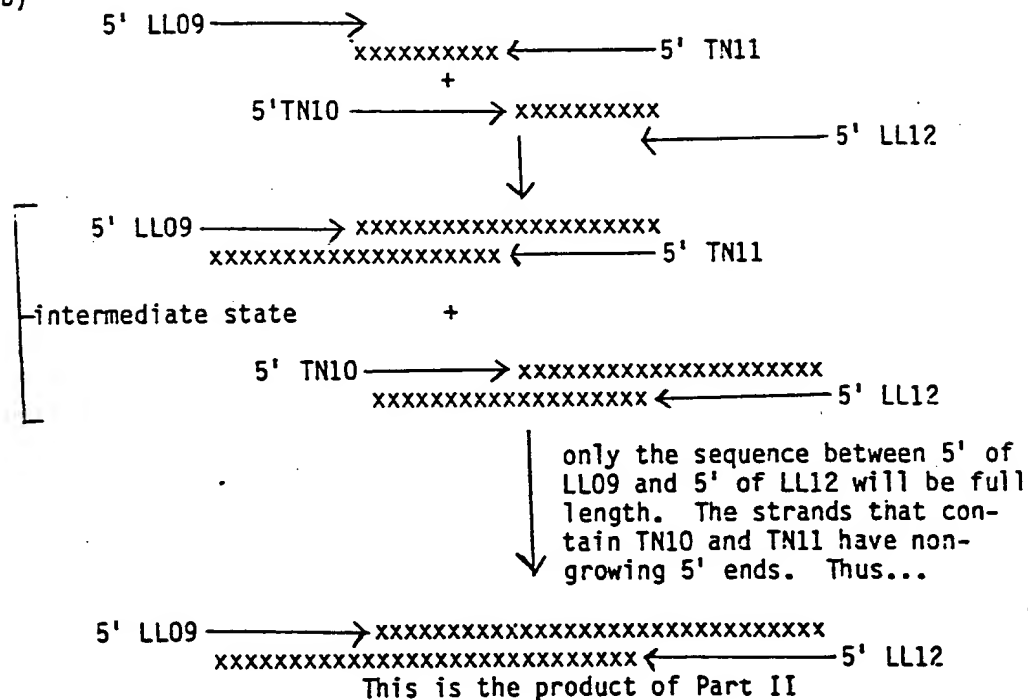 b)
5' LL09
xxxxxxxxxx 5' TN11
+
5'TN10 xxxxxxxxxx
5' LL12
5' LL09 xxxxxxxxxxxxxxxxxxxxx
xxxxxxxxxxxxxxxxxxxx 5' TN11
intermediate state +
5' TN10 xxxxxxxxxxxxxxxxxxxxx
xxxxxxxxxxxxxxxxxxx 5' LL12
only the sequence between 5' of
LL09 and 5' of LL12 will be full
length. The strands that con-
tain TN10 and TN11 have non-
growing 5' ends. Thus...
5' LL09 xxxxxxxxxxxxxxxxxxxxxxxxxxxxxxx
xxxxxxxxxxxxxxxxxxxxxxxxxxxxx 5' LL12
This is the product of Part II